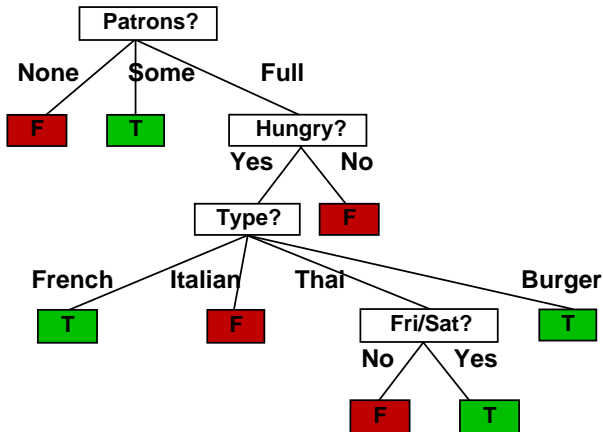 Patrons?
None Some Full
F T Hungry?
Yes No
Type? F
French Italian Thai Burger
T F Fri/Sat? T
No Yes
F T